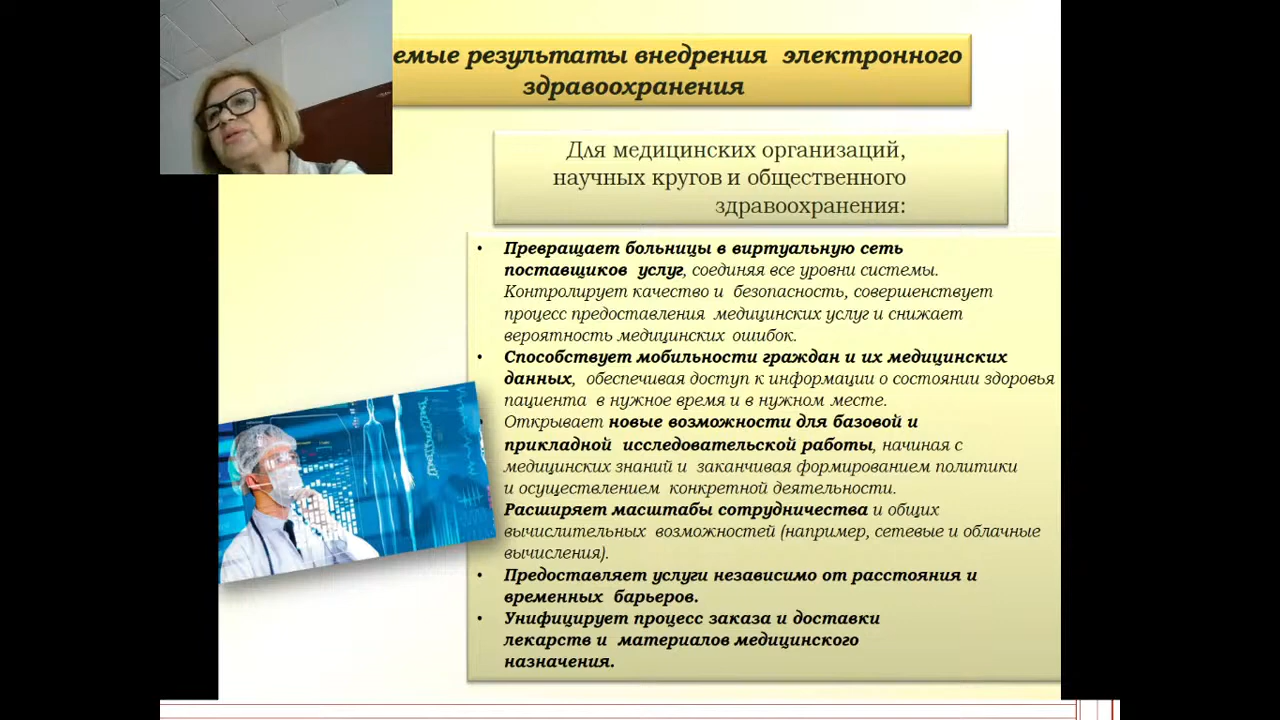 емые результаты внедрения электронного
здравоохранения
Для медицинских организаций,
научных кругов и общественного
здравоохранения:
• Превращает больницы в виртуальную сеть
поставщиков услуг, соединяя все уровни системы.
Контролирует качество и безопасность, совершенствует
процесс предоставления медицинских услуг и снижает
вероятность медицинских ошибок.
• Способствует мобильности граждан и их медицинских
данных, обеспечивая доступ к информации о состоянии здоровья
пациента в нужное время и в нужном месте.
Открывает новые возможности для базовой и
прикладной исследовательской работы, начиная с
медицинских знаний и заканчивая формированием политики
и осуществлением конкретной деятельности.
Расширяет масштабы сотрудничества и общих
вычислительных возможностей (например, сетевые и облачные
вычисления).
• Предоставляет услуги независимо от расстояния и
временных барьеров.
• Унифицирует процесс заказа и доставки
лекарств и материалов медицинского
назначения.